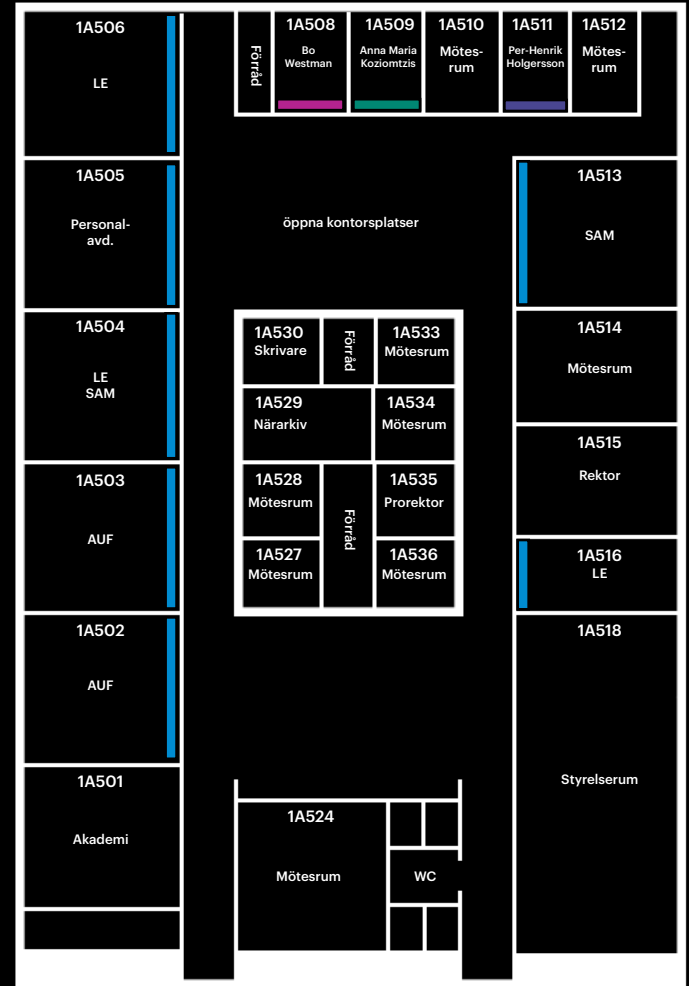 1A506
LE
1A505
Personal-
avd.
1A504
LE
SAM
1A503
AUF
1A502
AUF
1A501
Akademi
Förråd
1A508
Bo
Westman
1A509
Anna Maria
Koziomtzis
1A510
Mötes-
rum
1A511
Per-Henrik
Holgersson
1A512
Mötes-
rum
öppna kontorsplatser
1A530
Skrivare
Förråd
1A533
Mötesrum
1A529
Närarkiv
1A534
Mötesrum
1A528
Mötesrum
Förråd
1A535
Prorektor
1A527
Mötesrum
1A536
Mötesrum
1A524
Mötesrum
WC
1A513
SAM
1A514
Mötesrum
1A515
Rektor
1A516
LE
1A518
Styrelserum